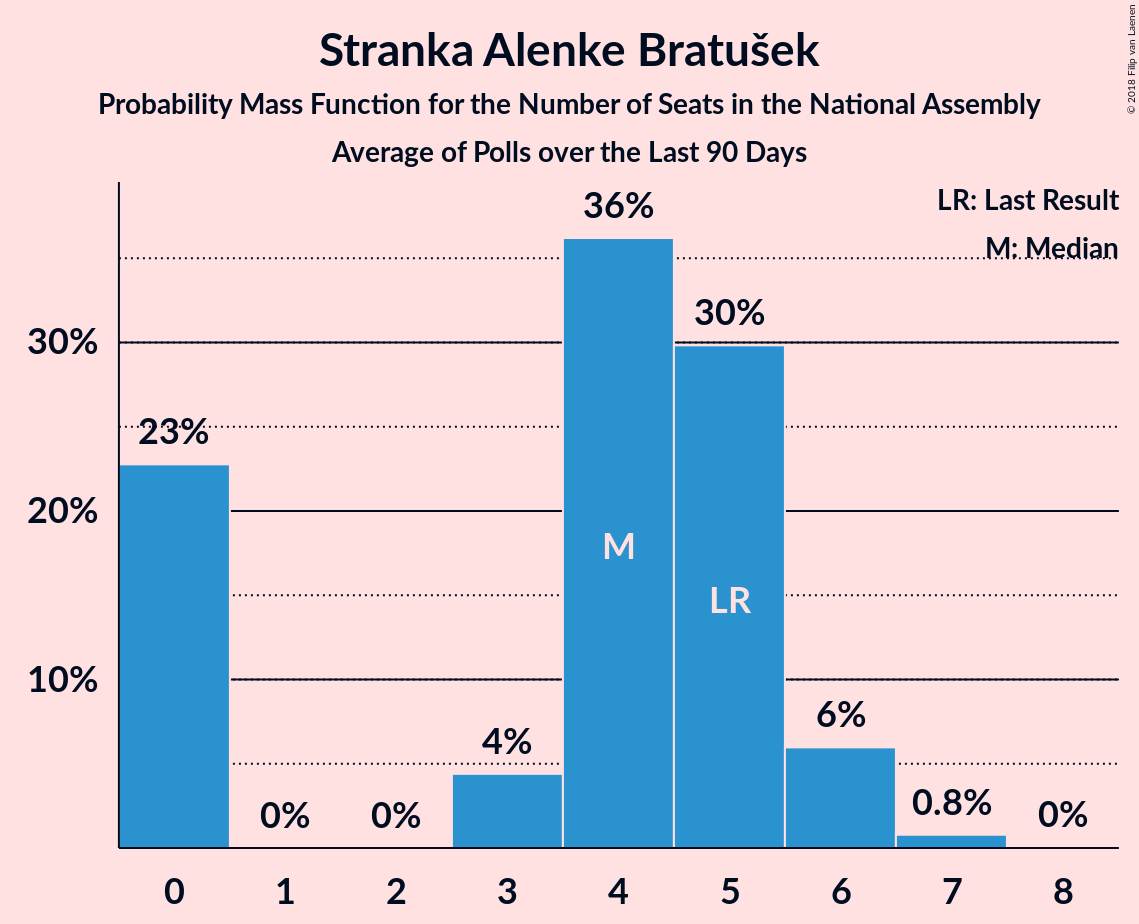 Stranka Alenke Bratušek
Probability Mass Function for the Number of Seats in the National Assembly
Average of Polls over the Last 90 Days
© 2018 Filip van Laenen
LR: Last Result
M: Median
36%
30%
30%
23%
20%
M
LR
10%
6%
4%
0.8%
0%
0%
0%
0 1 2 3 4 5 6 7 8